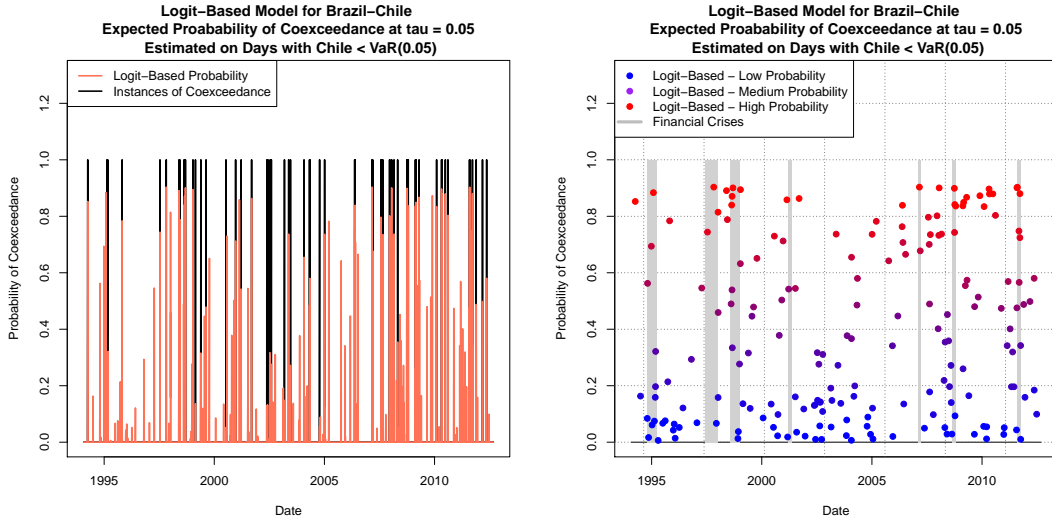 Logit-Based Model for Brazil-Chile
Expected Proabability of Coexceedance at tau = 0.05
Estimated on Days with Chile < VaR(0.05)
Logit-Based Probability
Instances of Coexceedance
Probability of Coexceedance
0.0
0.2
0.4
0.6
0.8
1.0
1.2
1995
2000
2005
2010
Date
Logit-Based Model for Brazil-Chile
Expected Proabability of Coexceedance at tau = 0.05
Estimated on Days with Chile < VaR(0.05)
Logit-Based - Low Probability
Logit-Based - Medium Probability
Logit-Based - High Probability
Financial Crises
Probability of Coexceedance
0.0
0.2
0.4
0.6
0.8
1.0
1.2
1995
2000
2005
2010
Date